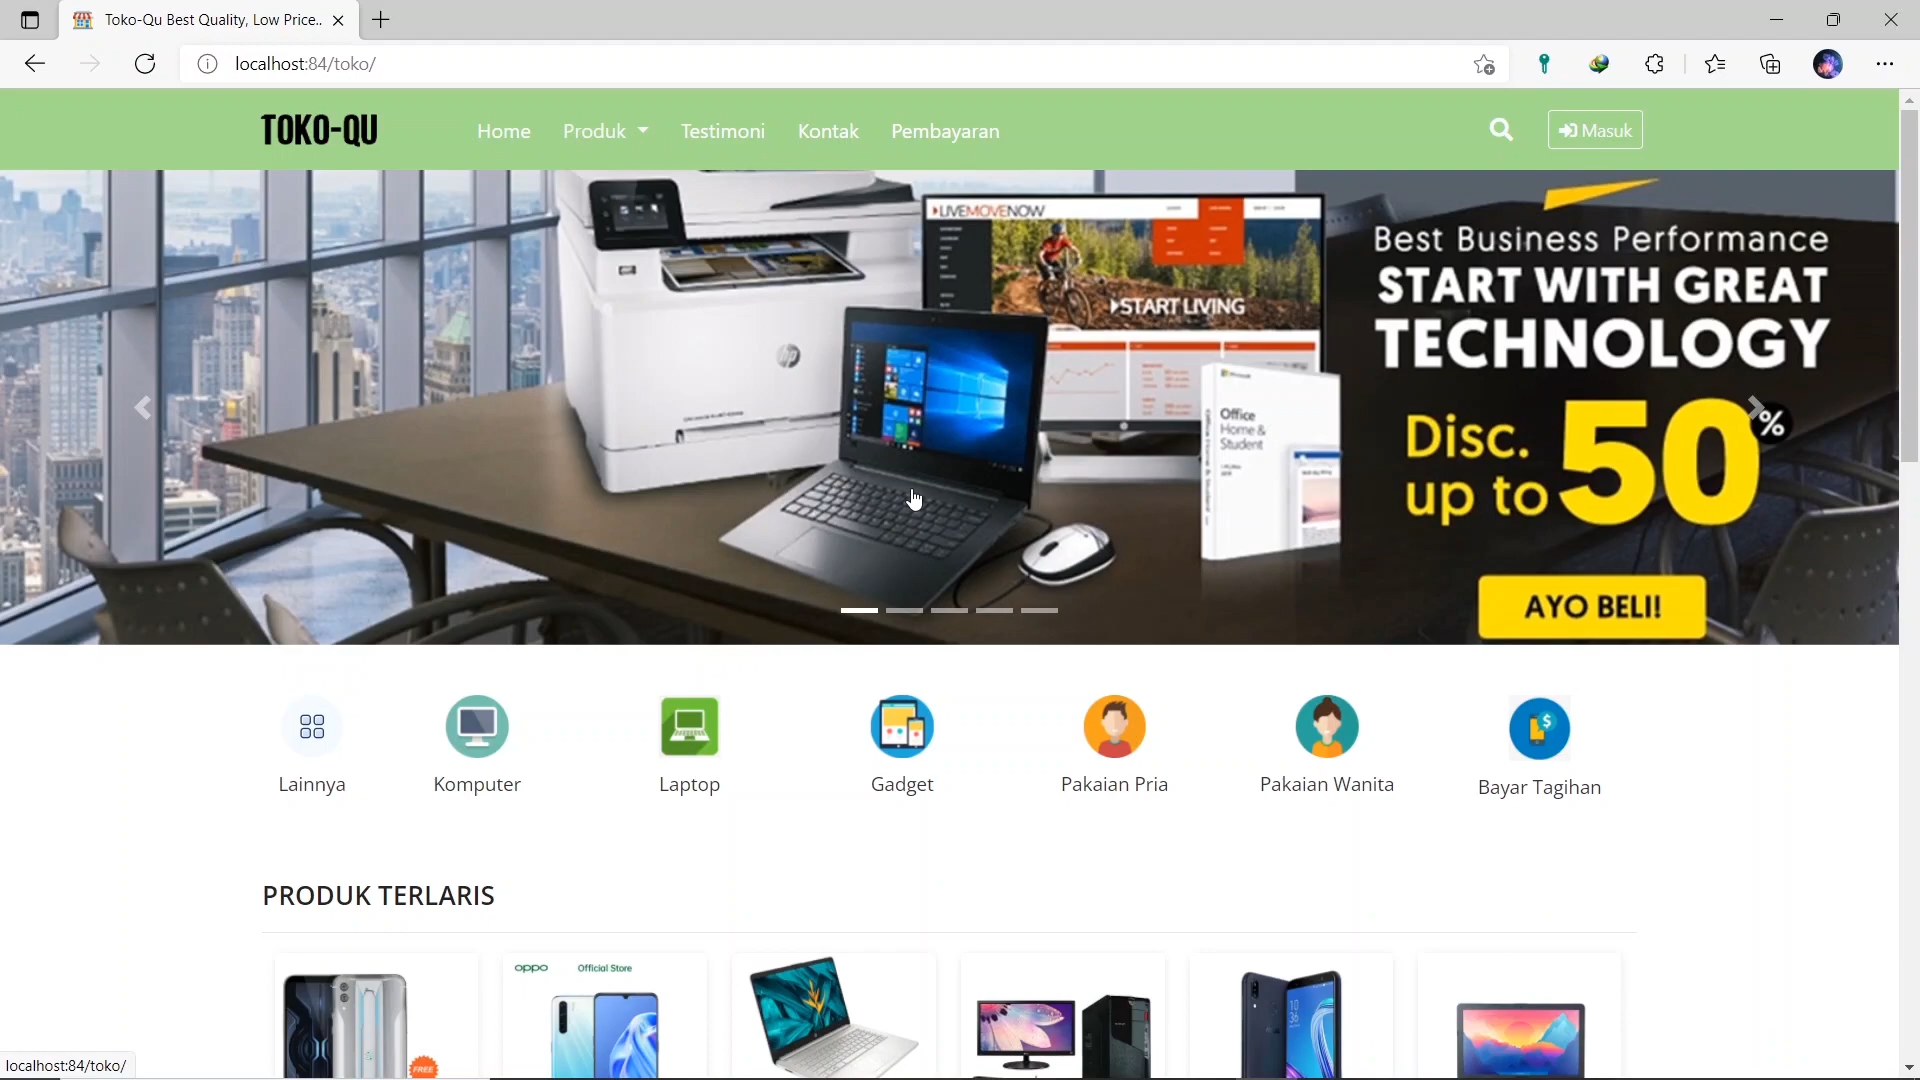 Toko-Qu Best Quality, Low Price..
localhost:84/toko/
TOKO-QU
Home
Produk
Testimoni
Kontak
Pembayaran
Masuk
LIVEMOVENOW
START LIVING
hp
Office
Home &
Student
Best Business Performance
START WITH GREAT
TECHNOLOGY
Disc.
up to
50
%
AYO BELI!
Lainnya
Komputer
Laptop
Gadget
Pakaian Pria
Pakaian Wanita
Bayar Tagihan
PRODUK TERLARIS
oppo
Official Store
FREE
localhost:84/toko/